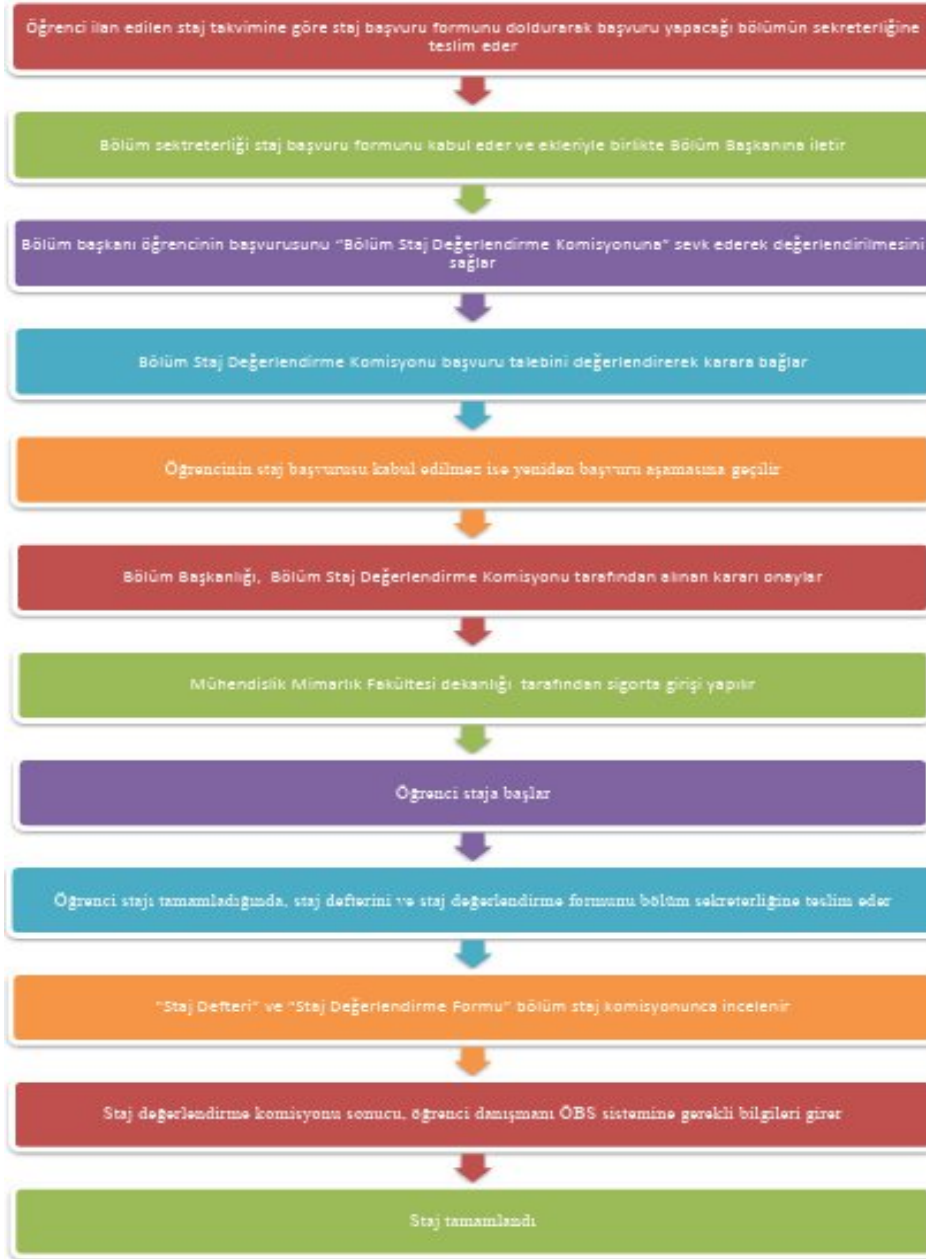 Öğrenci ilan edilen staj takvimine göre staj başvuru formunu doldurarak başvuru yapacağı bölümün sekreterliğine
teslim eder
Bölüm sektreterliği staj başvuru formunu kabul eder ve ekleriyle birlikte Bölüm Başkanına iletir
Bölüm başkanı öğrencinin başvurusunu “Bölüm Staj Değerlendirme Komisyonuna” sevk ederek değerlendirilmesini
sağlar
Bölüm Staj Değerlendirme Komisyonu başvuru talebini değerlendirerek karara bağlar
Öğrencinin staj başvurusu kabul edilmez ise yeniden başvuru aşamasına geçilir
Bölüm Başkanlığı, Bölüm Staj Değerlendirme Komisyonu tarafından alınan kararı onaylar
Mühendislik Mimarlık Fakültesi dekanlığı tarafından sigorta girişi yapılır
Öğrenci staja başlar
Öğrenci stajı tamamladığında, staj defterini ve staj değerlendirme formunu bölüm sekreterliğine teslim eder
“Staj Defteri” ve “Staj Değerlendirme Formu” bölüm staj komisyonunca incelenir
Staj değerlendirme komisyonu sonucu, öğrenci danışmanı ÖBS sistemine gerekli bilgileri girer
Staj tamamlandı